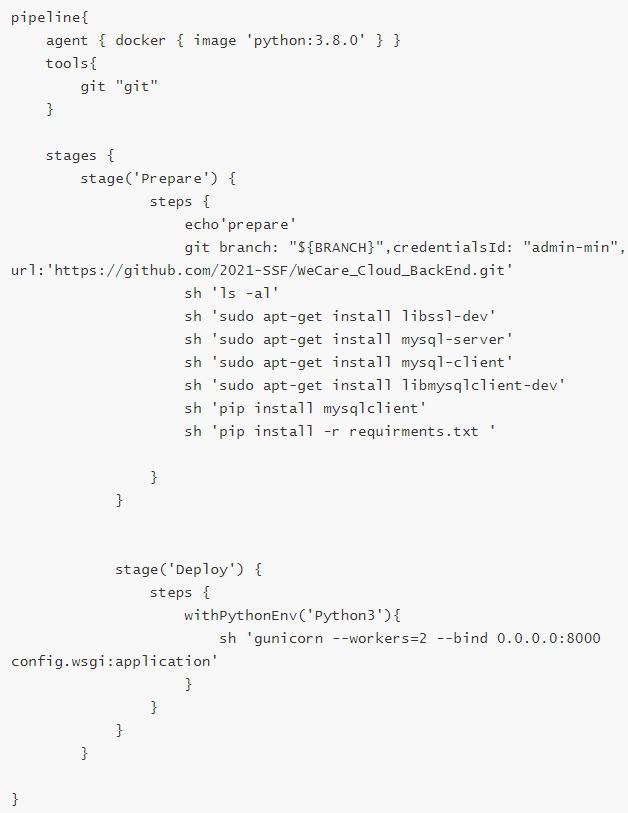 pipeline{
    agent { docker { image 'python:3.8.0' } }
    tools{
        git "git"
    }

    stages {
        stage('Prepare') {
                steps {
                    echo'prepare'
                    git branch: "${BRANCH}",credentialsId: "admin-min",
url:'https://github.com/2021-SSF/WeCare_Cloud_BackEnd.git'
                    sh 'ls -al'
                    sh 'sudo apt-get install libssl-dev'
                    sh 'sudo apt-get install mysql-server'
                    sh 'sudo apt-get install mysql-client'
                    sh 'sudo apt-get install libmysqlclient-dev'
                    sh 'pip install mysqlclient'
                    sh 'pip install -r requirments.txt '

                }
            }


            stage('Deploy') {
                steps {
                    withPythonEnv('Python3'){
                        sh 'gunicorn --workers=2 --bind 0.0.0.0:8000
config.wsgi:application'
                    }
                }
            }
        }

}